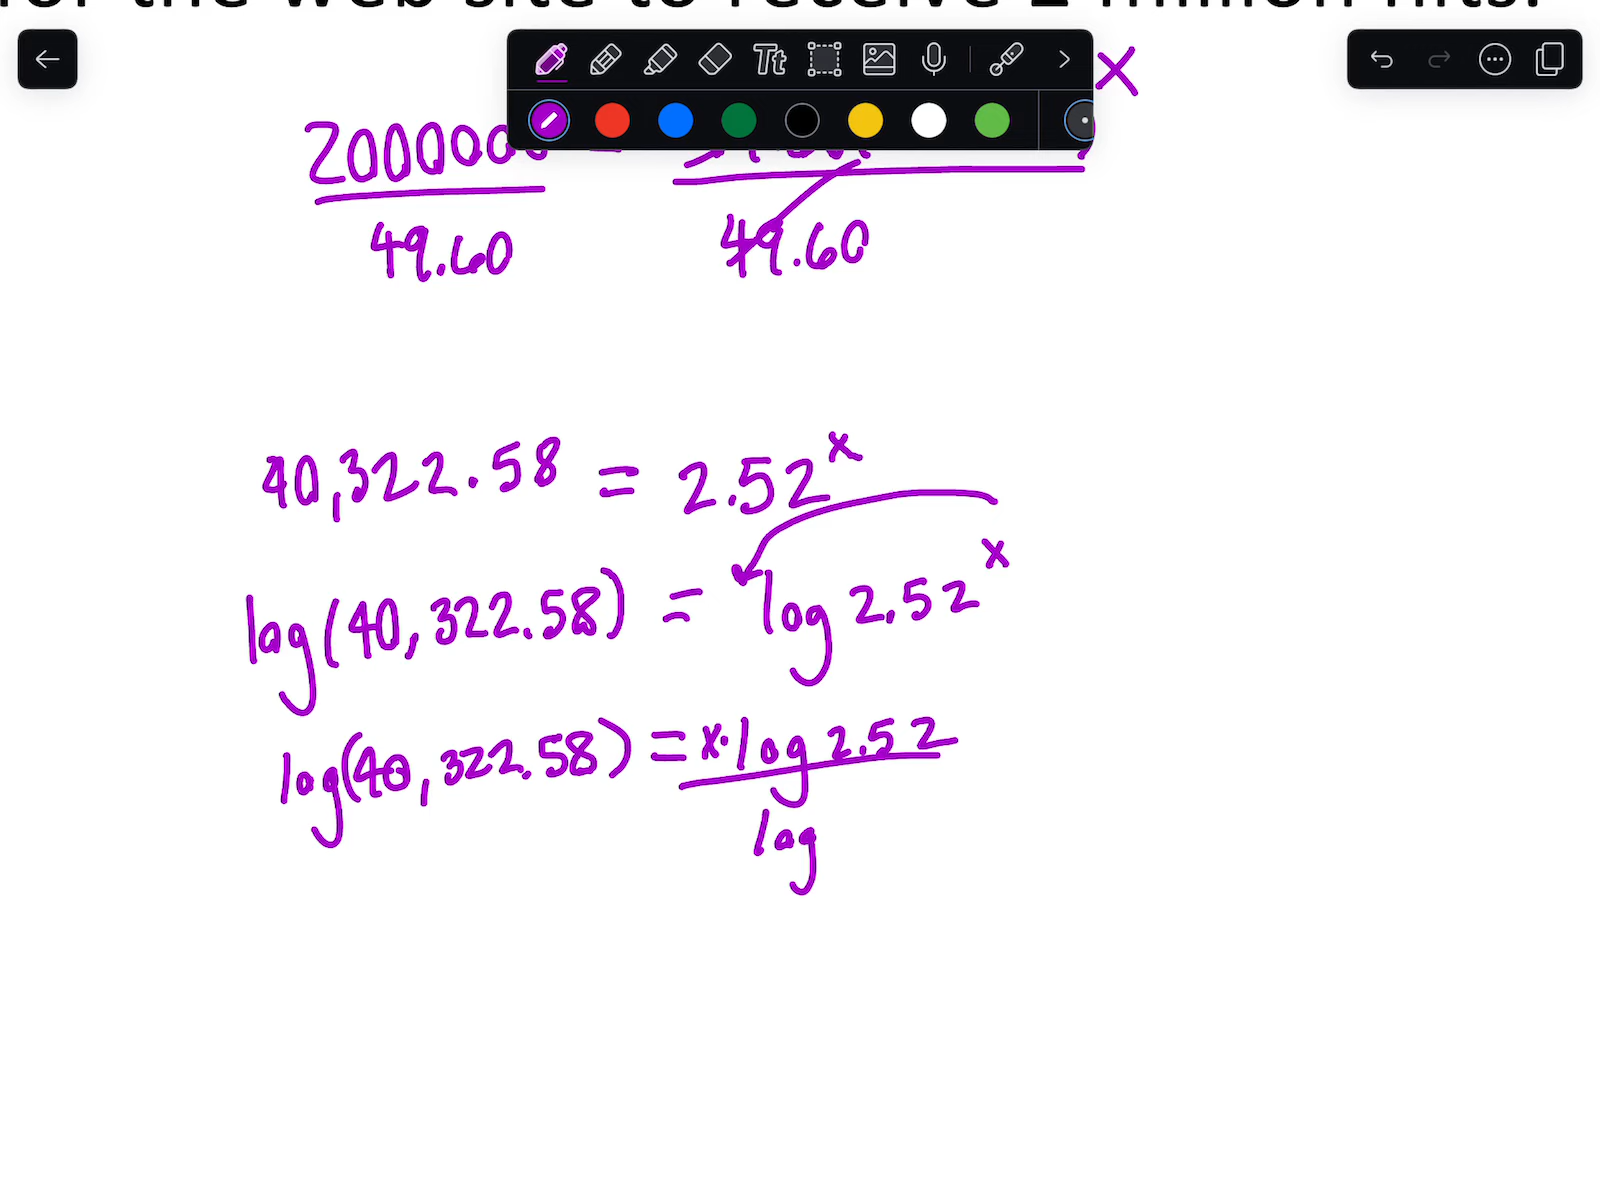 for the web site to receive 2 million hits.
Tt
x
2000000
49.60 49.60
40,322.58 = 2.52^x
log(40,322.58) = log 2.52^x
log(40,322.58) = x·log 2.52
log